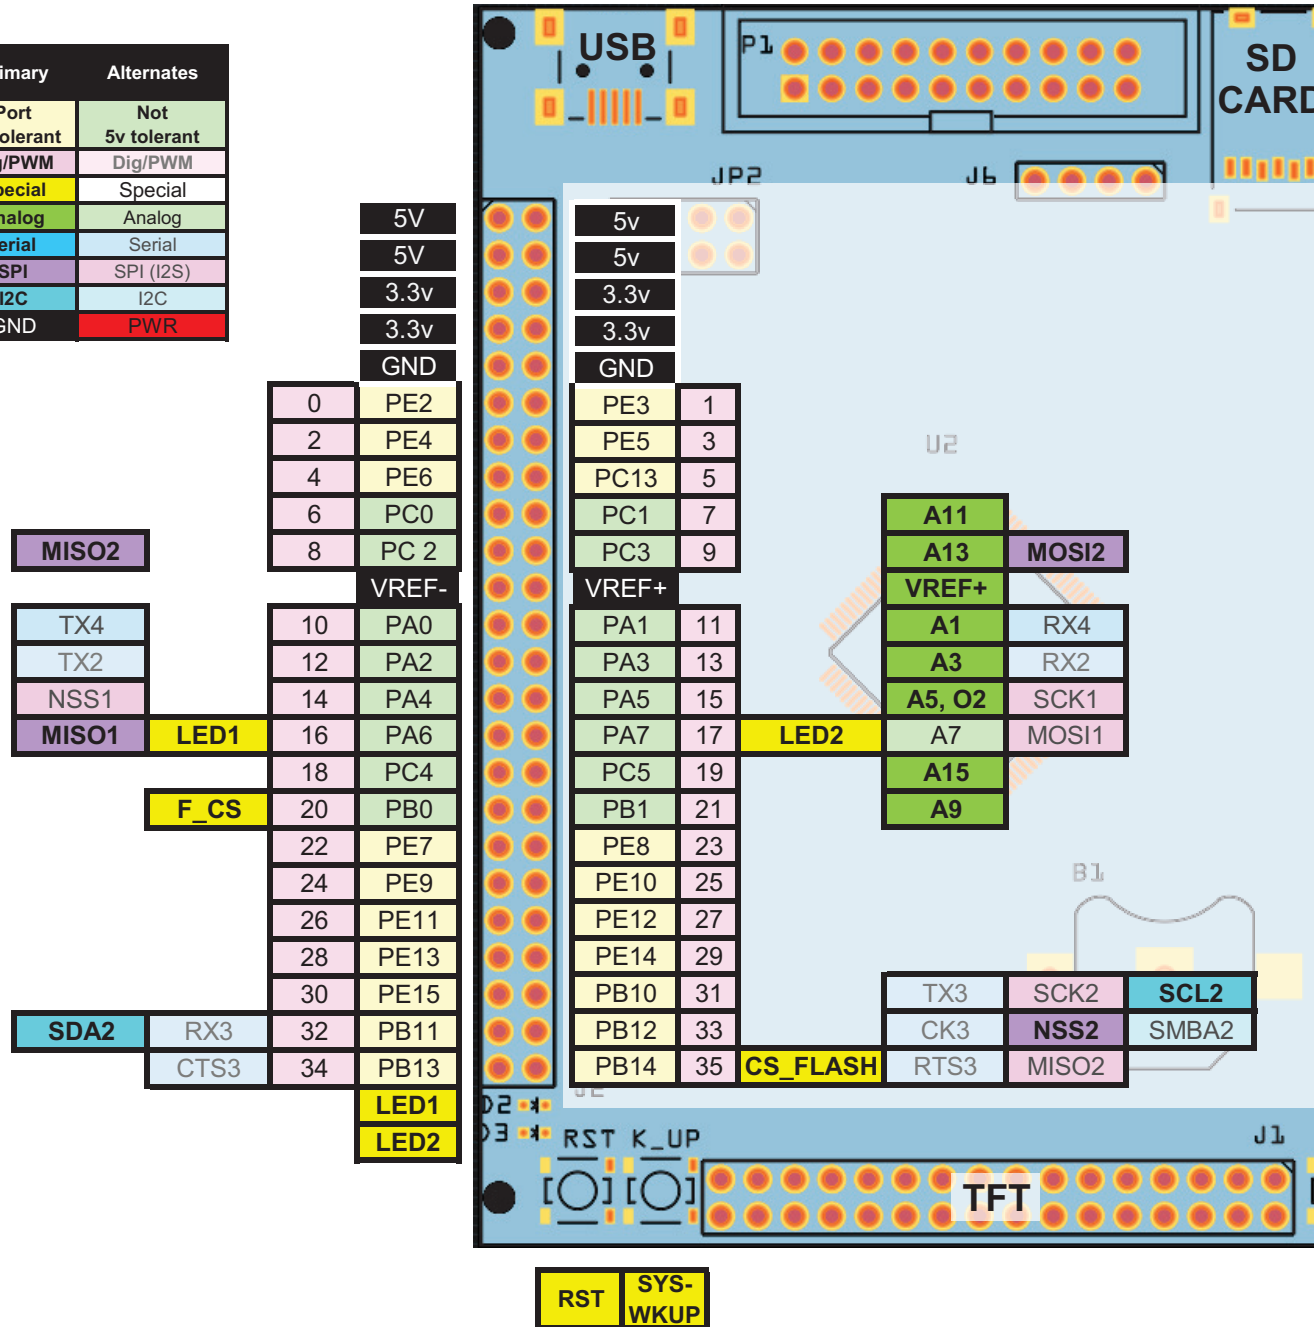 imary Alternates
Port Not
olerant 5v tolerant
g/PWM Dig/PWM
pecial Special
nalog Analog
erial Serial
SPI SPI (I2S)
I2C I2C
GND PWR
USB P1 SD
CARD
JP2 J6
5V 5v
5V 5v
3.3v 3.3v
3.3v 3.3v
GND GND
0 PE2 PE3 1
2 PE4 PE5 3
U2
4 PE6 PC13 5
6 PC0 PC1 7 A11
MISO2 8 PC 2 PC3 9 A13 MOSI2
VREF- VREF+ VREF+
TX4 10 PA0 PA1 11 A1 RX4
TX2 12 PA2 PA3 13 A3 RX2
NSS1 14 PA4 PA5 15 A5, O2 SCK1
MISO1 LED1 16 PA6 PA7 17 LED2 A7 MOSI1
18 PC4 PC5 19 A15
F_CS 20 PB0 PB1 21 A9
22 PE7 PE8 23
24 PE9 PE10 25 B1
26 PE11 PE12 27
28 PE13 PE14 29
30 PE15 PB10 31 TX3 SCK2 SCL2
SDA2 RX3 32 PB11 PB12 33 CK3 NSS2 SMBA2
CTS3 34 PB13 PB14 35 CS_FLASH RTS3 MISO2
J2
LED1 D2
LED2 D3 RST K_UP J1
TFT
RST SYS-
WKUP